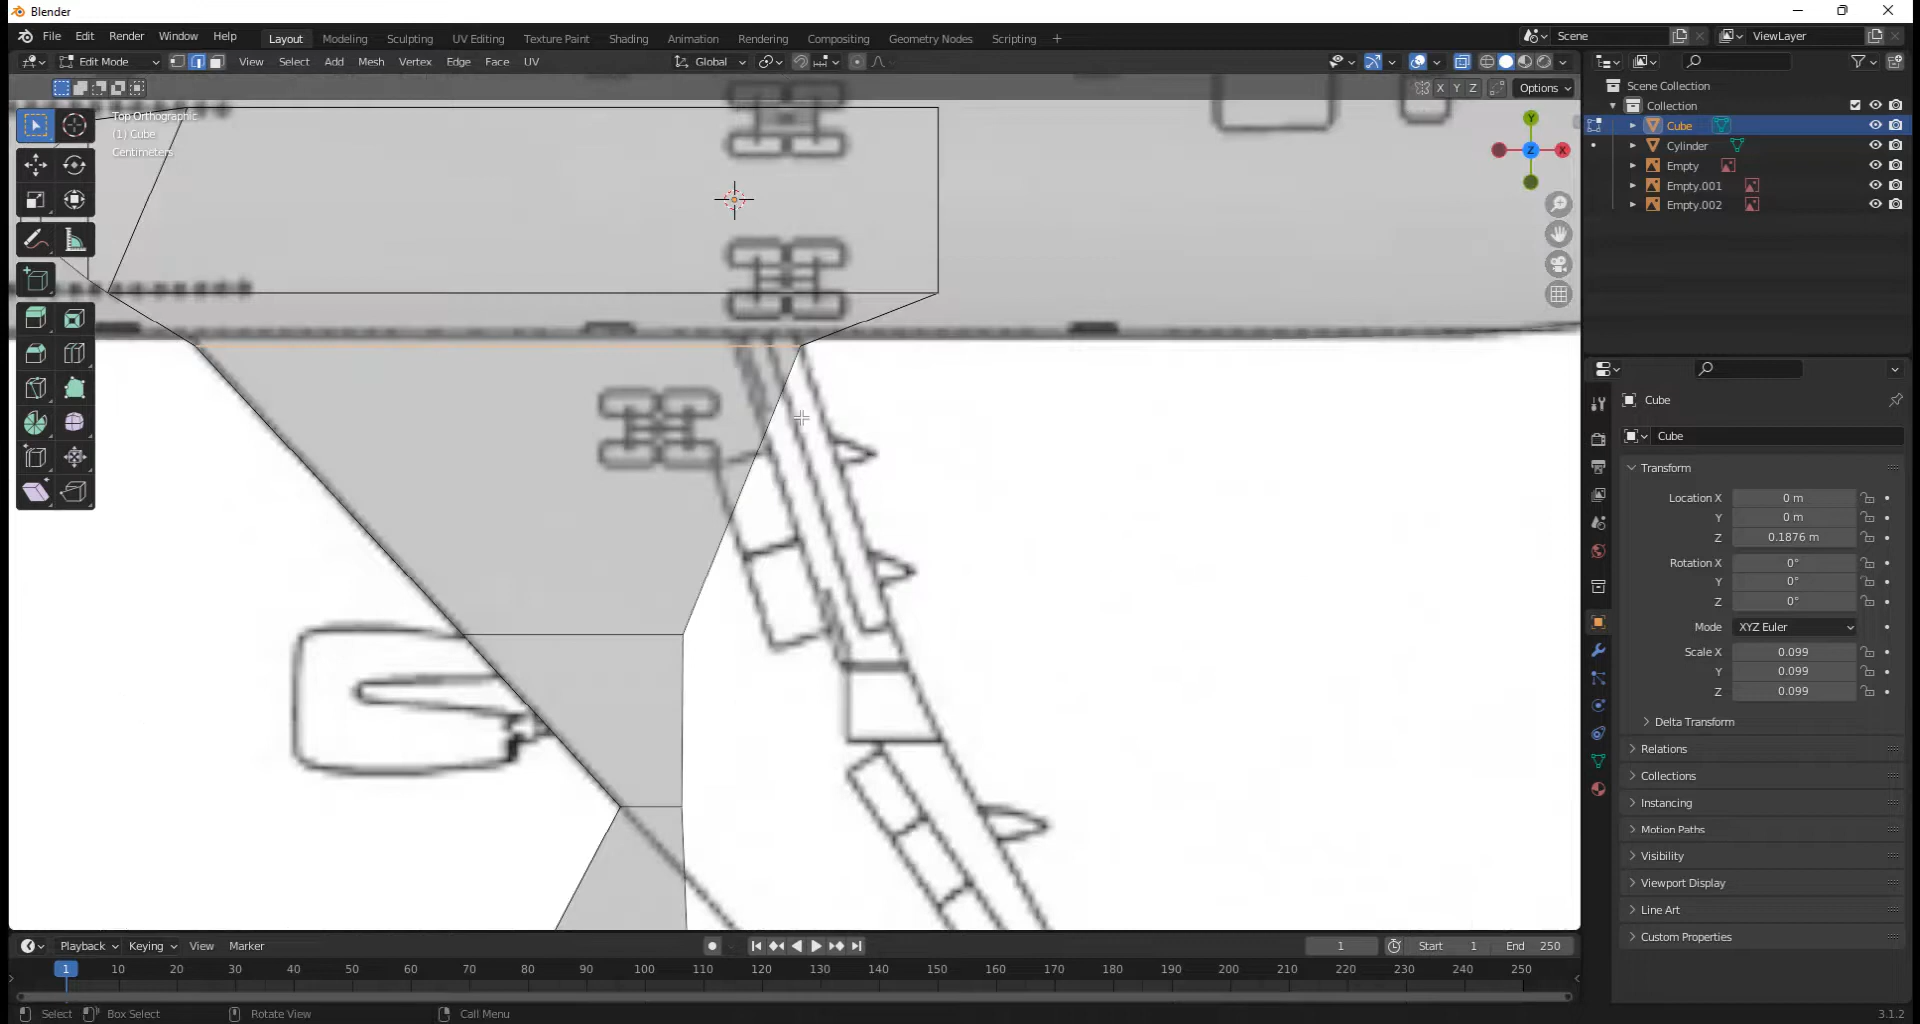 Blender
File Edit Render Window Help Layout Modeling Sculpting UV Editing Texture Paint Shading Animation Rendering Compositing Geometry Nodes Scripting + Scene ViewLayer
Edit Mode View Select Add Mesh Vertex Edge Face UV Global
X Y Z Options
Top Orthographic
(1) Cube
Centimeters
Y
Z X
Scene Collection
Collection
Cube
Cylinder
Empty
Empty.001
Empty.002
Cube
Cube
Transform
Location X 0 m
Y 0 m
Z 0.1876 m
Rotation X 0°
Y 0°
Z 0°
Mode XYZ Euler
Scale X 0.099
Y 0.099
Z 0.099
Delta Transform
Relations
Collections
Instancing
Motion Paths
Visibility
Viewport Display
Line Art
Custom Properties
Playback Keying View Marker 1 Start 1 End 250
1 10 20 30 40 50 60 70 80 90 100 110 120 130 140 150 160 170 180 190 200 210 220 230 240 250
Select Box Select Rotate View Call Menu 3.1.2